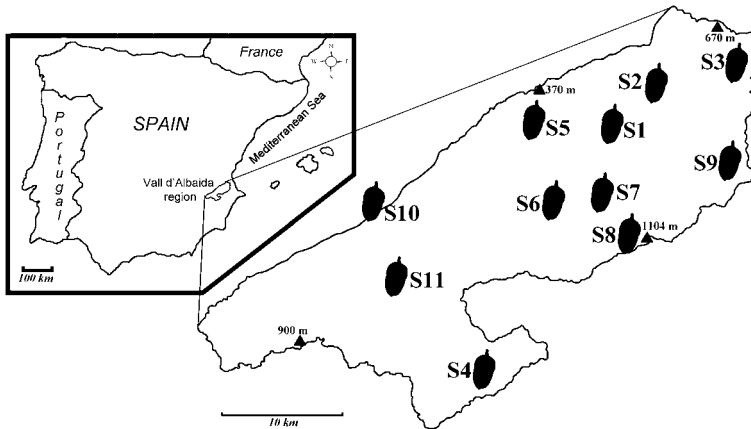 France
N
W
E
S
SPAIN
Portugal
Mediterranean Sea
Vall d'Albaida
region
100 km
670 m
S3
S2
370 m
S5
S1
S9
S10
S6
S7
1104 m
S8
S11
900 m
S4
10 km